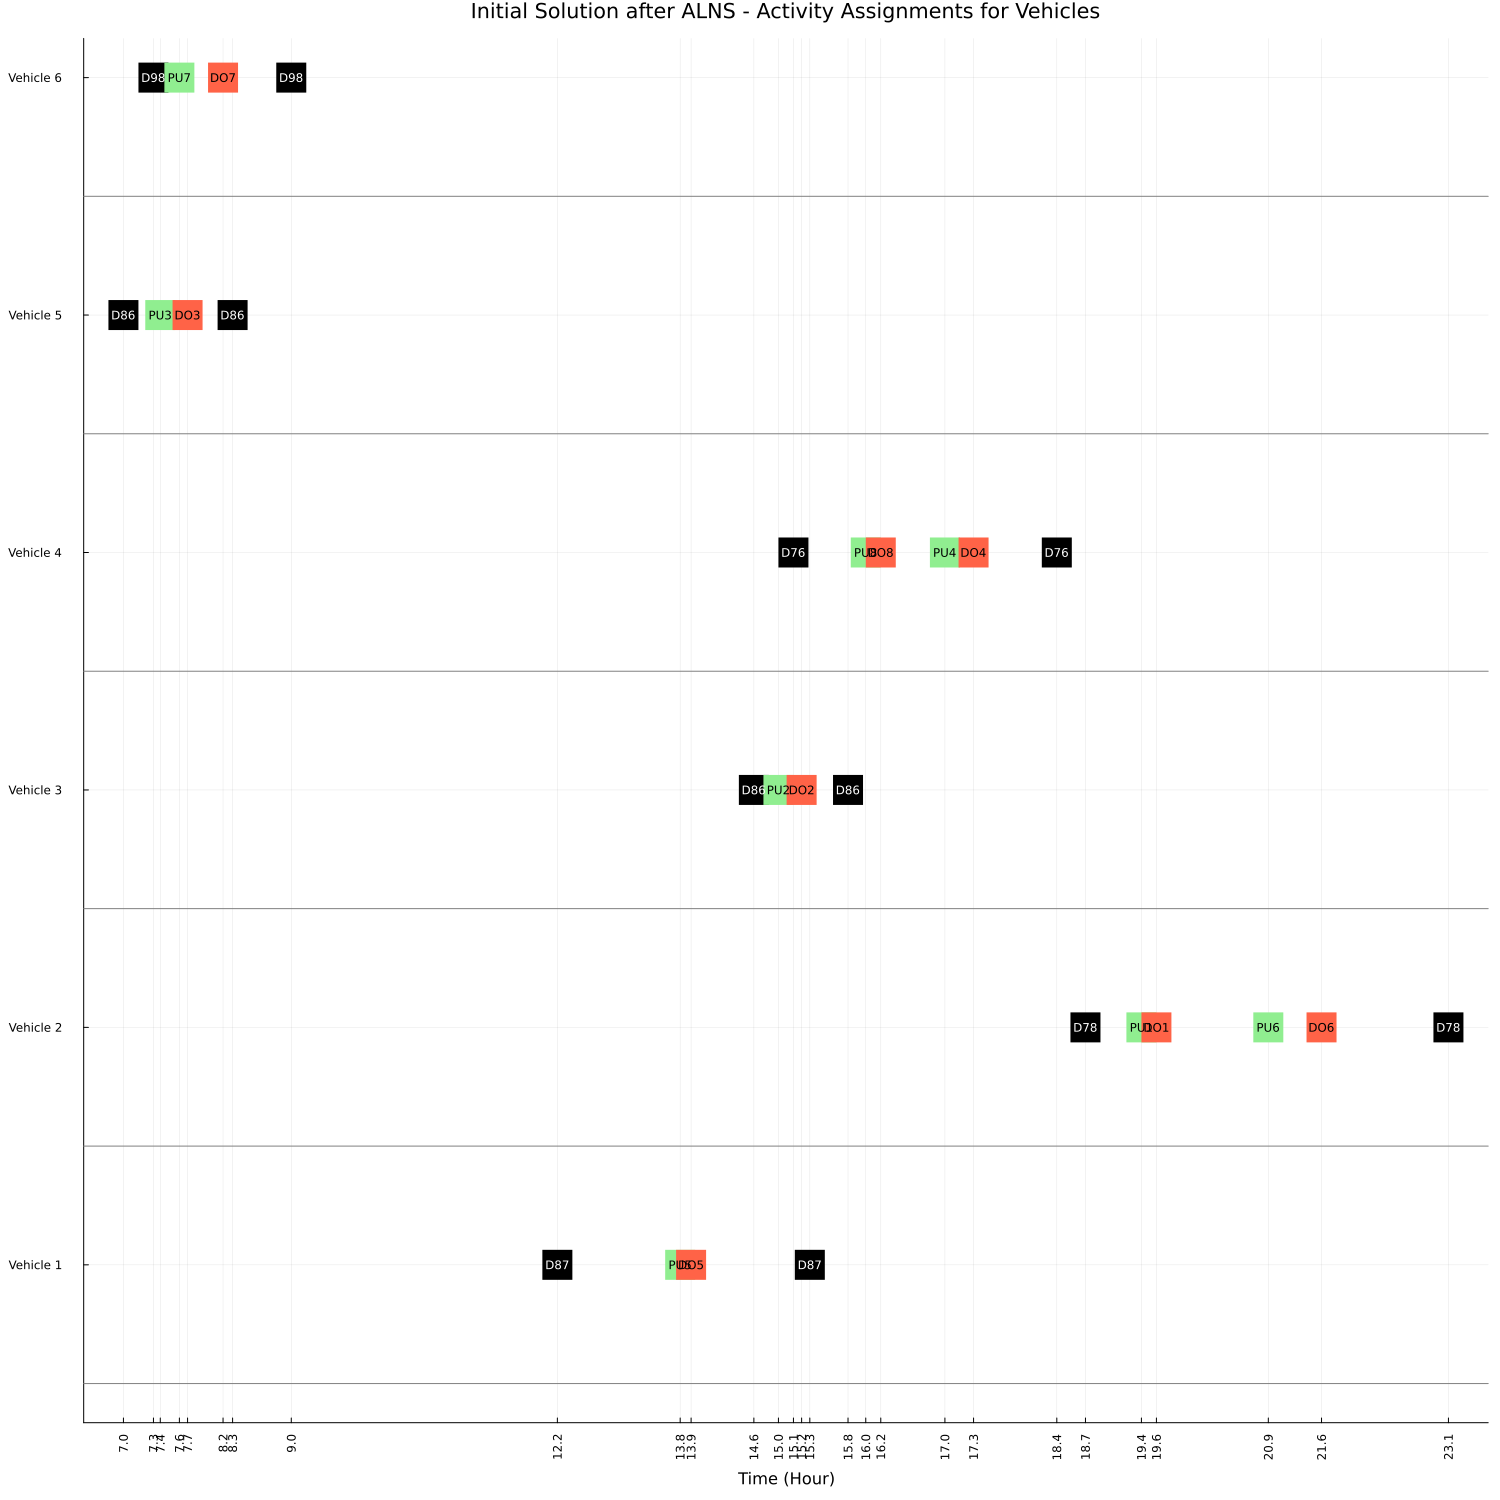 Initial Solution after ALNS - Activity Assignments for Vehicles
Vehicle 6
D98 PU7 DO7 D98
Vehicle 5
D86 PU3 DO3 D86
Vehicle 4
D76 PU8 DO8 PU4 DO4 D76
Vehicle 3
D86 PU2 DO2 D86
Vehicle 2
D78 PU1 DO1 PU6 DO6 D78
Vehicle 1
D87 PU5 DO5 D87
7.0 7.3 7.4 7.6 7.7 8.2 8.3 9.0 12.2 13.8 13.9 14.6 15.0 15.1 15.2 15.3 15.8 16.0 16.2 17.0 17.3 18.4 18.7 19.4 19.6 20.9 21.6 23.1
Time (Hour)